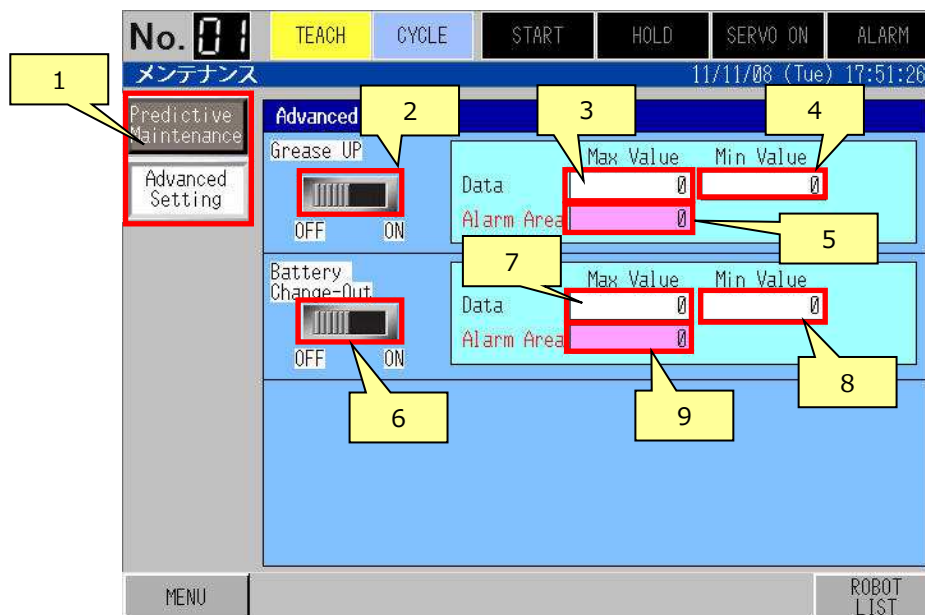 No. 01 TEACH CYCLE START HOLD SERVO ON ALARM
メンテナンス 11/11/08 (Tue) 17:51:26
1
2
3
4
Predictive
Maintenance
Advanced
Setting
Advanced
Grease UP
OFF ON
Max Value Min Value
Data 0 0
Alarm Area 0
5
7
Battery
Change-Out
OFF ON
Max Value Min Value
Data 0 0
Alarm Area 0
6
9
8
MENU
ROBOT
LIST